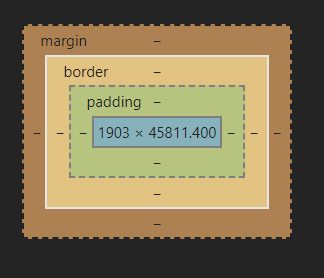 margin –
border –
padding –
– – – 1903 × 45811.400 – – –
–
–
–